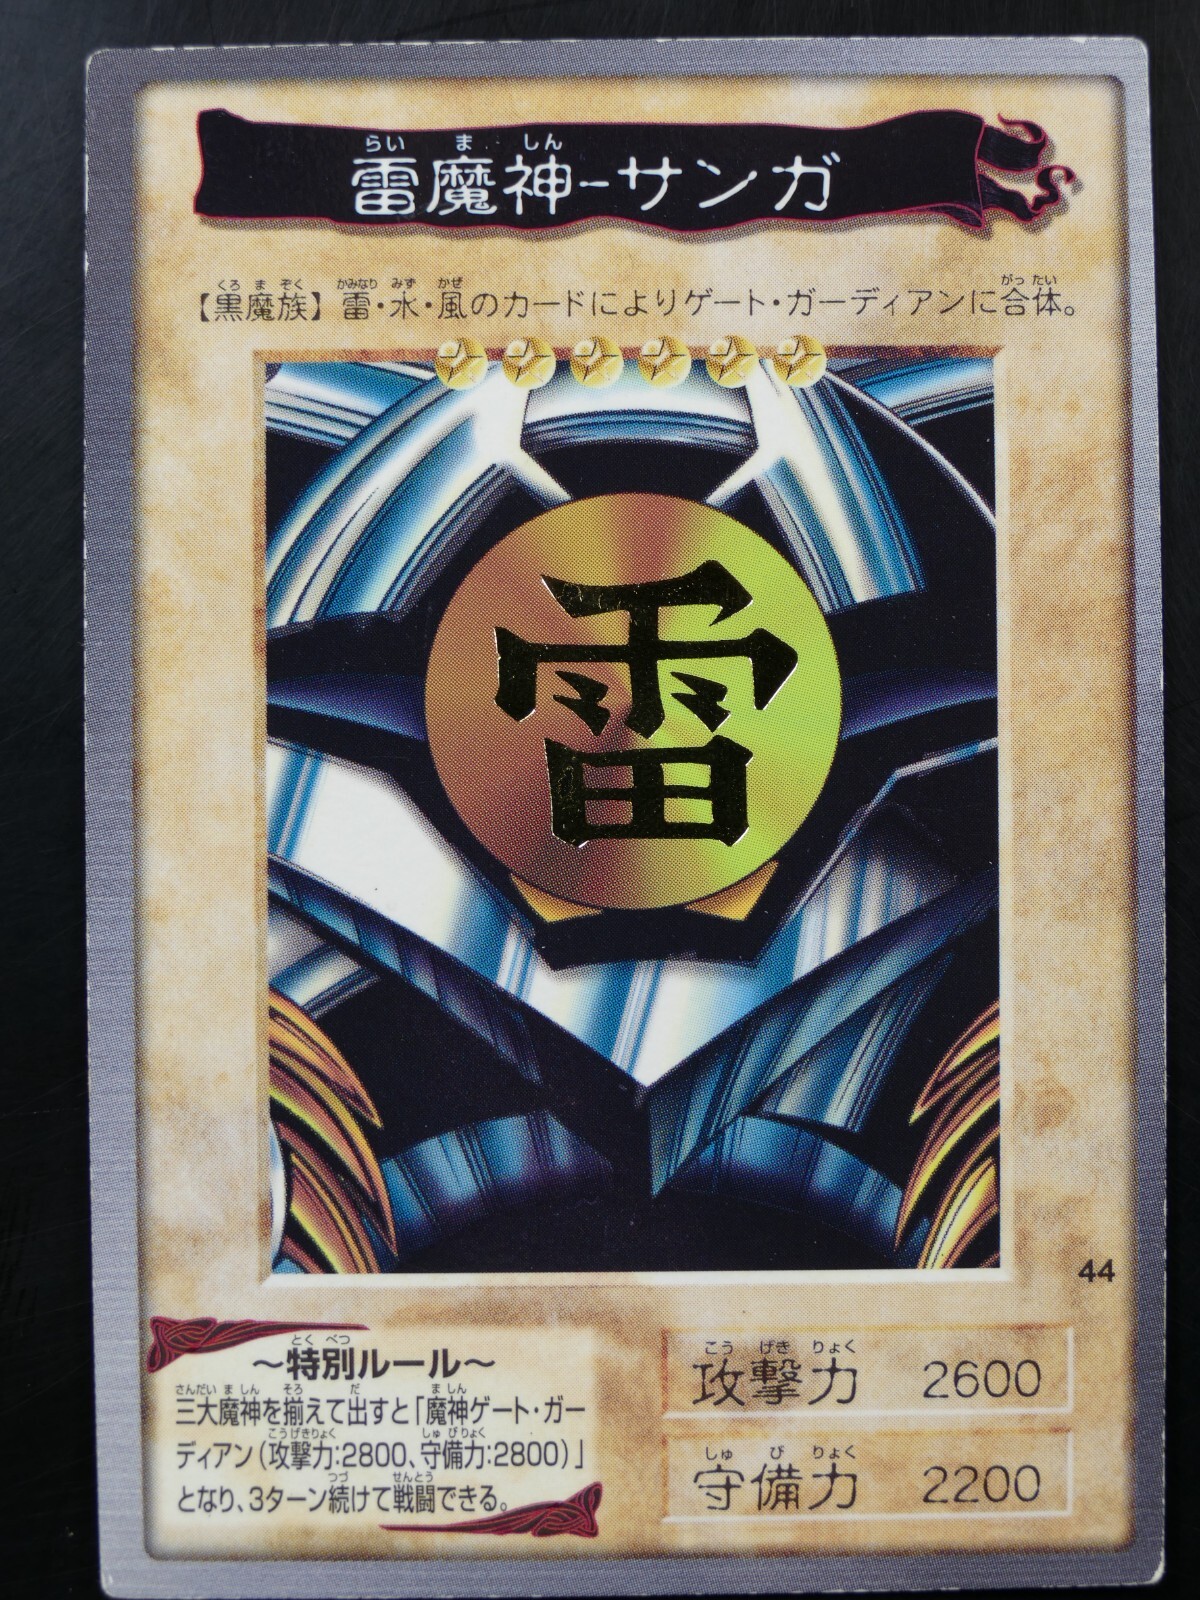 らい ま しん
雷魔神-サンガ
くろ ま ぞく かみなり みず かぜ がっ たい
【黒魔族】 雷・水・風のカードによりゲート・ガーディアンに合体。
雷
44
とく べつ
～特別ルール～
さんだい ま しん そろ だ ま しん
三大魔神を揃えて出すと「魔神ゲート・ガー
こうげきりょく しゅ びりょく
ディアン(攻撃力:2800、守備力:2800)」
つづ せんとう
となり、3ターン続けて戦闘できる。
こう げき りょく
攻撃力 2600
しゅ び りょく
守備力 2200